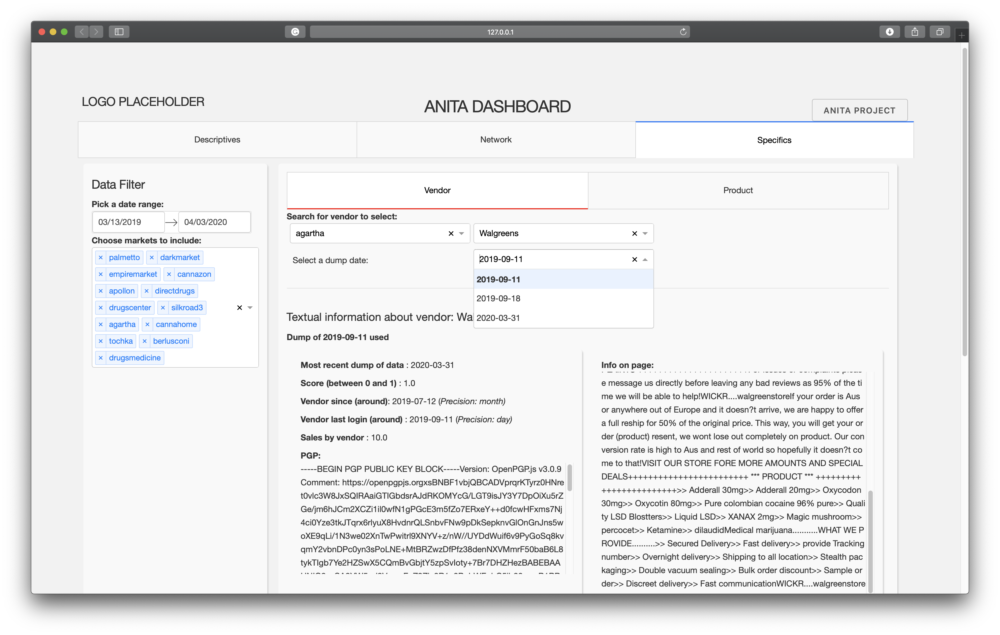 127.0.0.1
LOGO PLACEHOLDER
ANITA DASHBOARD
ANITA PROJECT
Descriptives
Network
Specifics
Data Filter
Pick a date range:
03/13/2019
04/03/2020
Choose markets to include:
× palmetto × darkmarket
× empiremarket × cannazon
× apollon × directdrugs
× drugscenter × silkroad3
× agartha × cannahome
× tochka × berlusconi
× drugsmedicine
Vendor
Product
Search for vendor to select:
agartha
Walgreens
Select a dump date:
2019-09-11
2019-09-11
2019-09-18
2020-03-31
Textual information about vendor: Wa
Dump of 2019-09-11 used
Most recent dump of data : 2020-03-31
Score (between 0 and 1) : 1.0
Vendor since (around): 2019-07-12 (Precision: month)
Vendor last login (around) : 2019-09-11 (Precision: day)
Sales by vendor : 10.0
PGP:
-----BEGIN PGP PUBLIC KEY BLOCK-----Version: OpenPGP.js v3.0.9
Comment: https://openpgpjs.orgxsBNBF1vbjQBCADVprqrKTyrz0HNre
t0vlc3W8JxSQIRAaiGTIGbdsrAJdRKOMYcG/LGT9isJY3Y7DpOiXu5rZ
Ge/jm6hJCm2XCZi1il0wfN1gPGcE3m5fZo7ERxeY++d0fcwHFxms7Nj
4ci0Yze3tkJTqrx6rlyuX8HvdnrQLSnbvFNw9pDkSepknvGlOnGnJns5w
oXE9qLi/1N3we02XnTwPwitrl9XNYV+z/nW//UYDdWuif6v9PyGoSq8kv
qmY2vbnDPc0yn3sPoLNE+MtBRZwzDfPfz38denNXVMmrF50baB6L8
tykTIgb7Ye2HZSwX5CQmBvGbjtY5zpSvIoty+7Br7DHZHezBABEBAA
Info on page:
e message us directly before leaving any bad reviews as 95% of the ti
me we will be able to help!WICKR....walgreenstoreIf your order is Aus
or anywhere out of Europe and it doesn?t arrive, we are happy to offer
a full reship for 50% of the original price. This way, you will get your or
der (product) resent, we wont lose out completely on product. Our con
version rate is high to Aus and rest of world so hopefully it doesn?t co
me to that!VISIT OUR STORE FORE MORE AMOUNTS AND SPECIAL
DEALS++++++++++++++++++++++++ *** PRODUCT *** +++++++++
+++++++++++++++>> Adderall 30mg>> Adderall 20mg>> Oxycodon
30mg>> Oxycotin 80mg>> Pure colombian cocaine 96% pure>> Quali
ty LSD Blostters>> Liquid LSD>> XANAX 2mg>> Magic mushroom>>
percocet>> Ketamine>> dilaudidMedical marijuana...........WHAT WE P
ROVIDE..........>> Secured Delivery>> Fast delivery>> provide Tracking
number>> Overnight delivery>> Shipping to all location>> Stealth pac
kaging>> Double vacuum sealing>> Bulk order discount>> Sample or
der>> Discreet delivery>> Fast communicationWICKR....walgreenstore